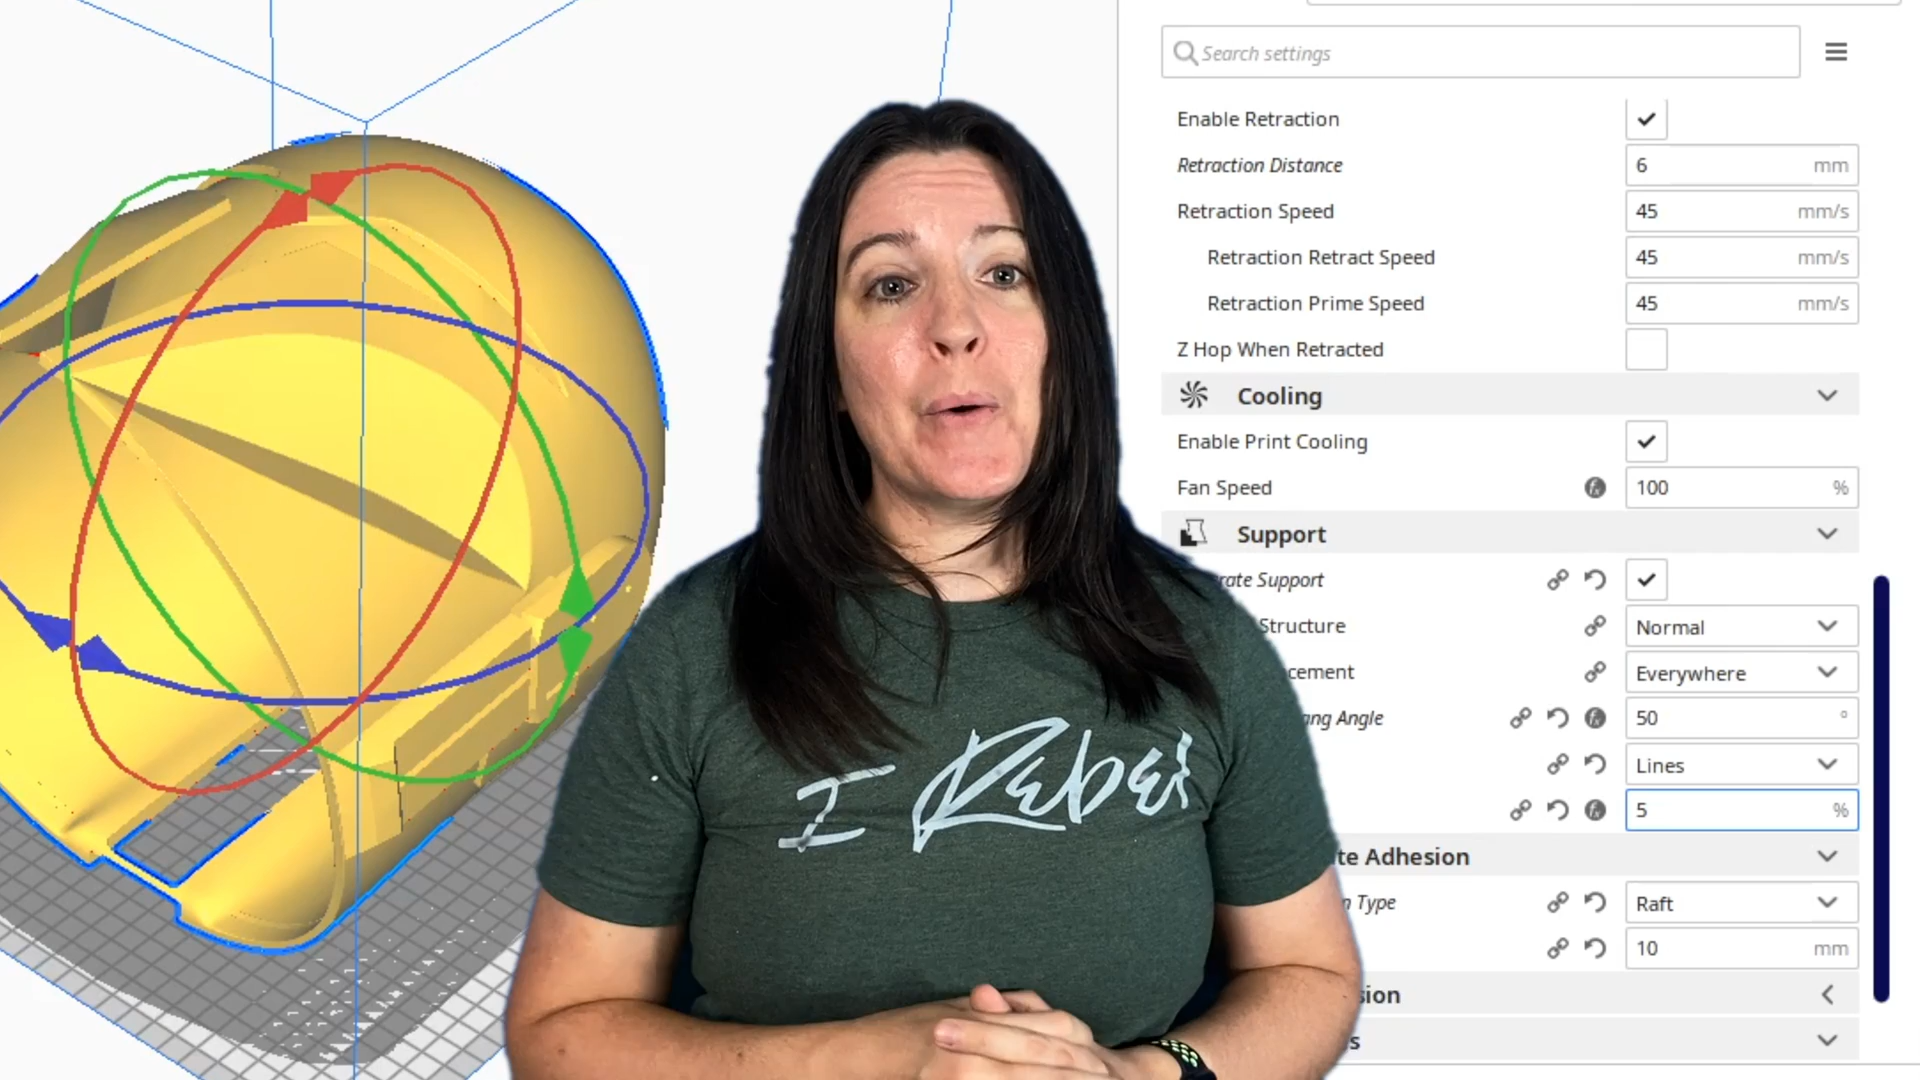 Search settings
Enable Retraction
Retraction Distance 6 mm
Retraction Speed 45 mm/s
Retraction Retract Speed 45 mm/s
Retraction Prime Speed 45 mm/s
Z Hop When Retracted
Cooling
Enable Print Cooling
Fan Speed 100 %
Support
rate Support
Structure Normal
cement Everywhere
ang Angle 50 °
Lines
I Rebel
5 %
te Adhesion
n Type Raft
10 mm
sion
s